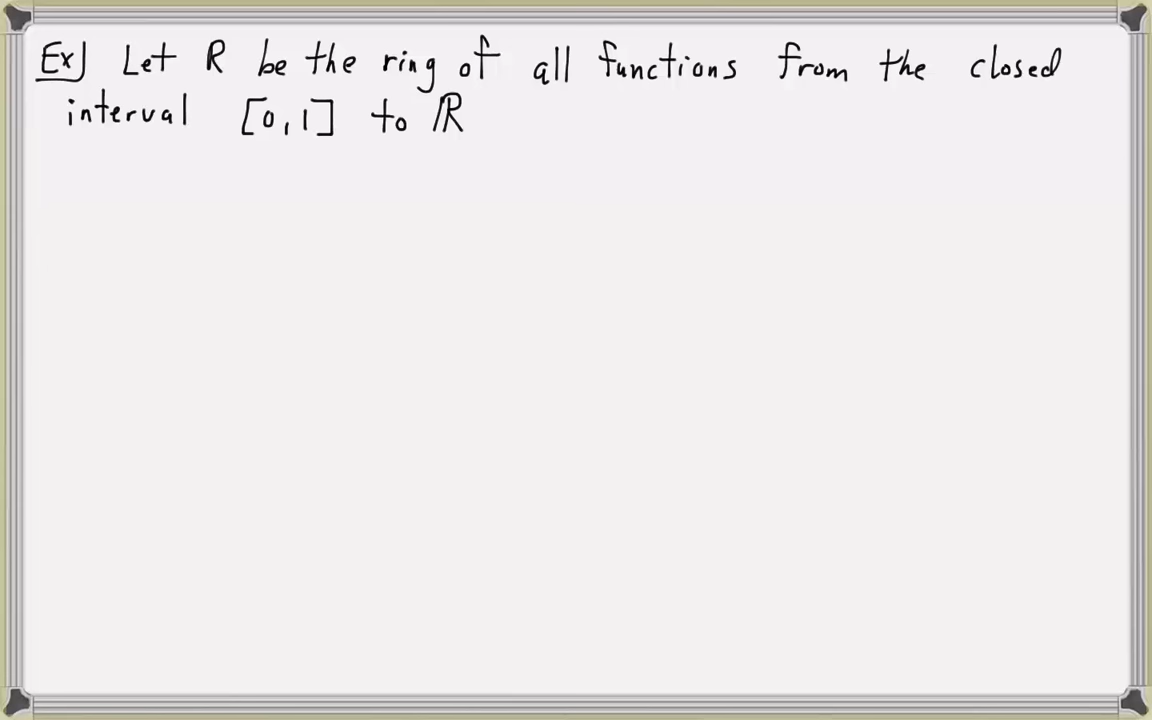 Ex) Let R be the ring of all functions from the closed
interval [0,1] to ℝ